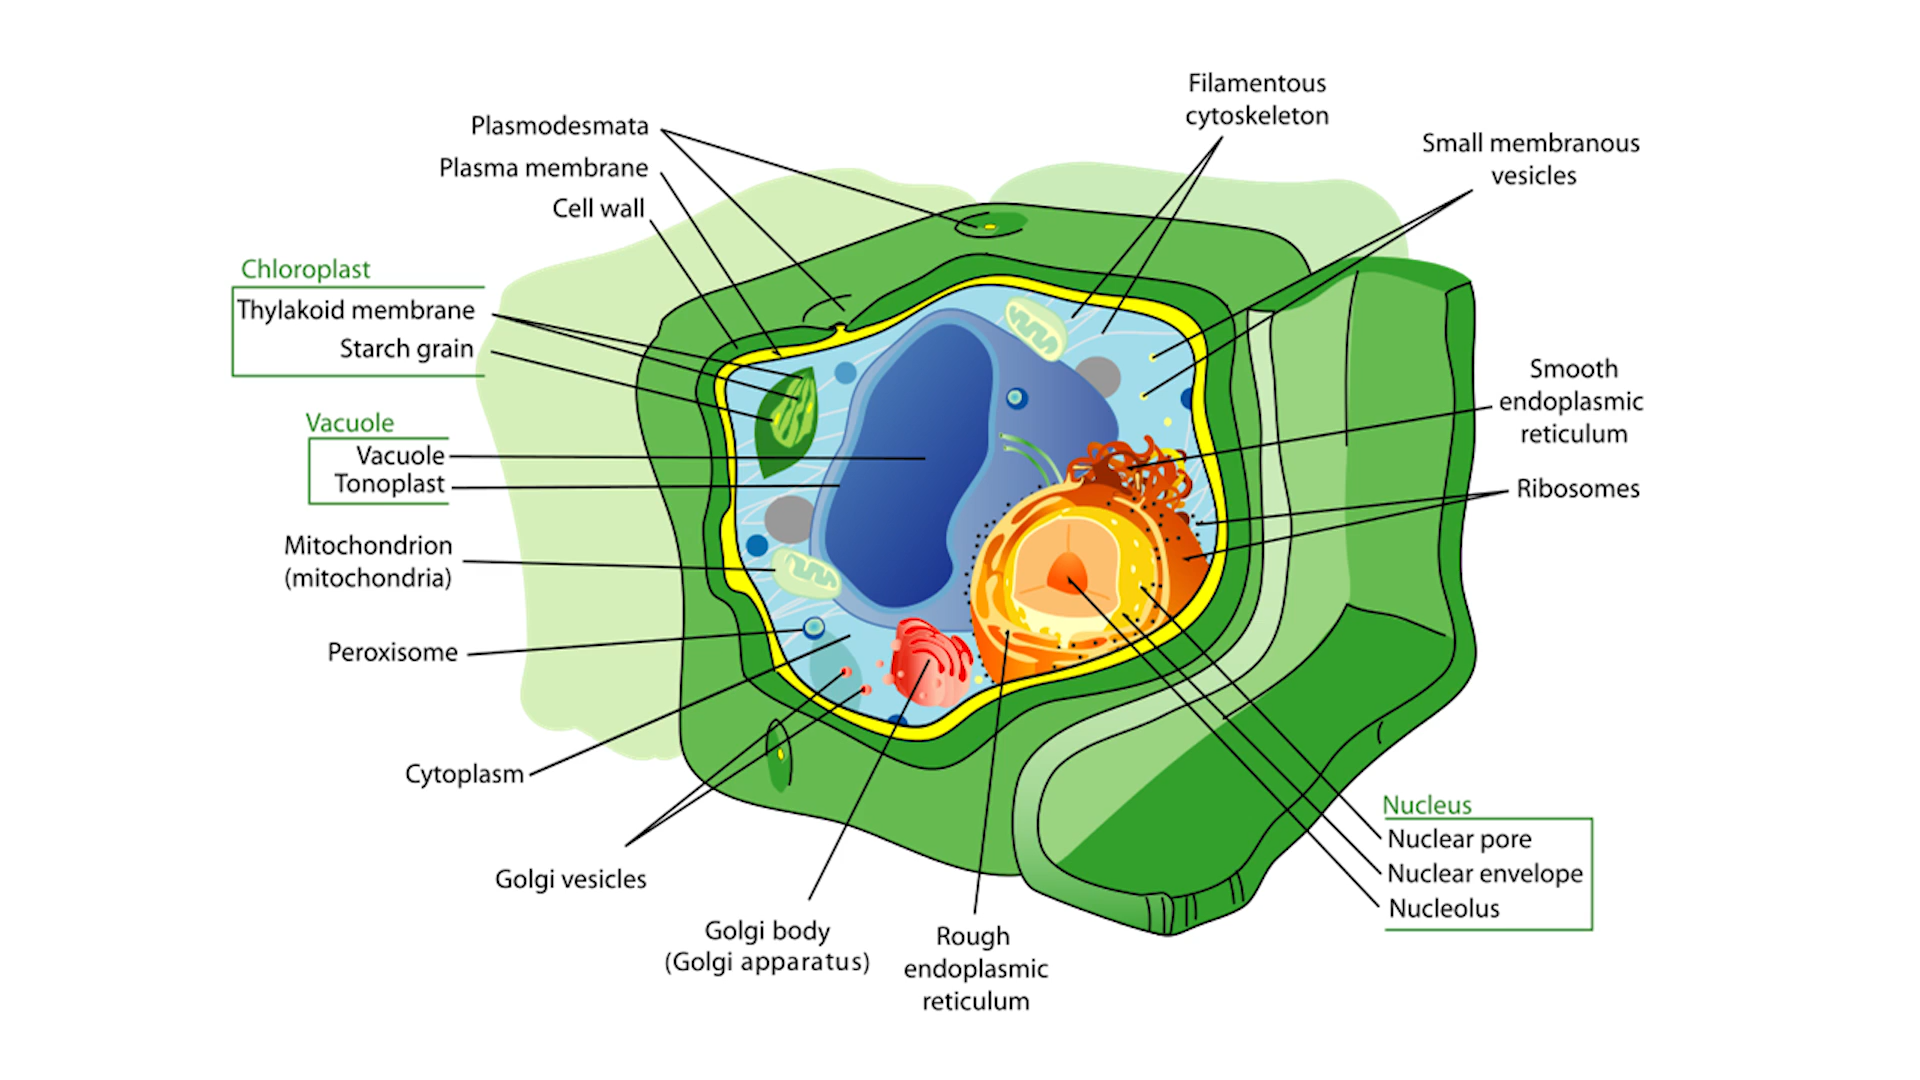 Plasmodesmata
Plasma membrane
Cell wall
Chloroplast
Thylakoid membrane
Starch grain
Vacuole
Vacuole
Tonoplast
Mitochondrion
(mitochondria)
Peroxisome
Cytoplasm
Golgi vesicles
Golgi body
(Golgi apparatus)
Rough
endoplasmic
reticulum
Filamentous
cytoskeleton
Small membranous
vesicles
Smooth
endoplasmic
reticulum
Ribosomes
Nucleus
Nuclear pore
Nuclear envelope
Nucleolus